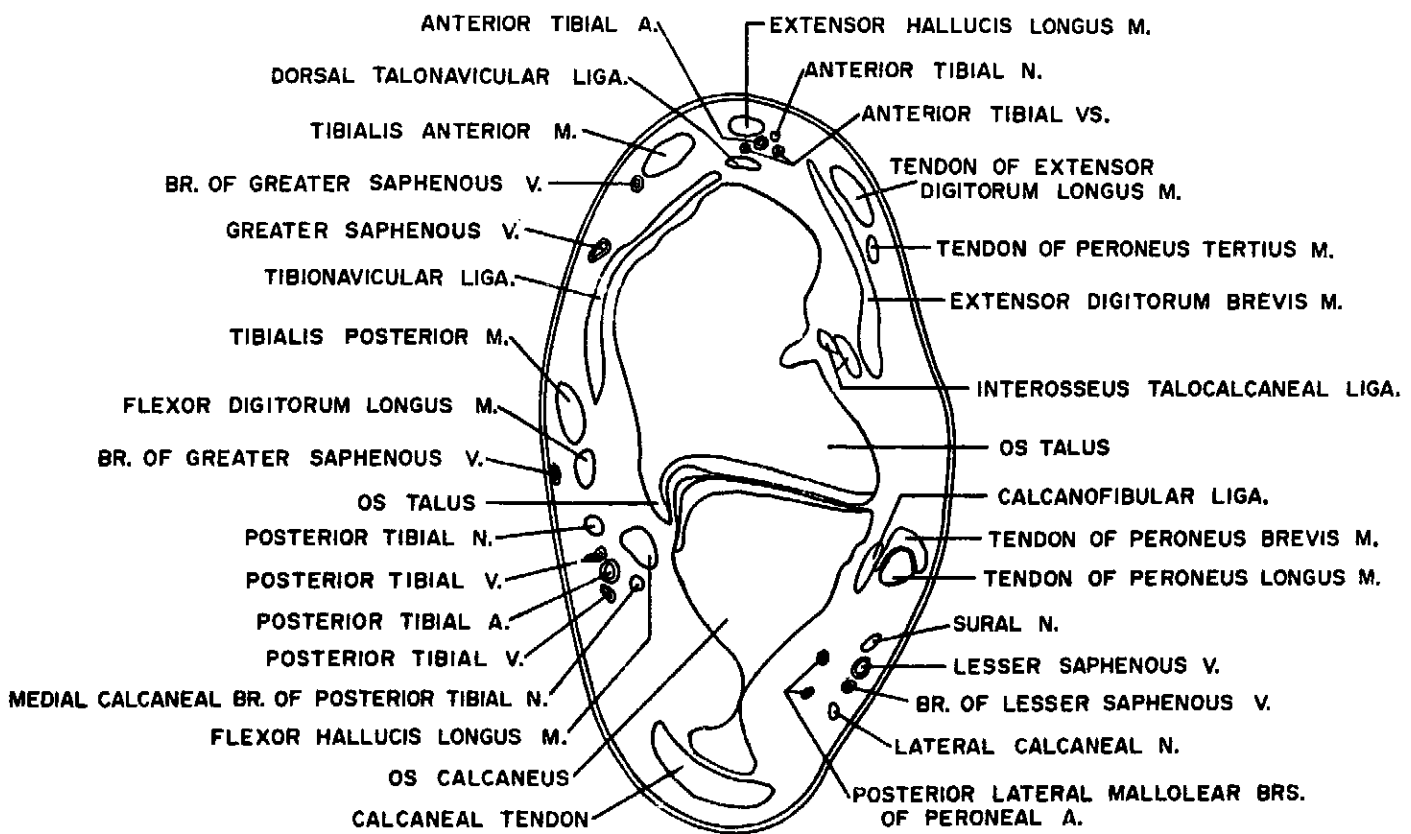 ANTERIOR TIBIAL A.
DORSAL TALONAVICULAR LIGA.
TIBIALIS ANTERIOR M.
BR. OF GREATER SAPHENOUS V.
GREATER SAPHENOUS V.
TIBIONAVICULAR LIGA.
TIBIALIS POSTERIOR M.
FLEXOR DIGITORUM LONGUS M.
BR. OF GREATER SAPHENOUS V.
OS TALUS
POSTERIOR TIBIAL N.
POSTERIOR TIBIAL V.
POSTERIOR TIBIAL A.
POSTERIOR TIBIAL V.
MEDIAL CALCANEAL BR. OF POSTERIOR TIBIAL N.
FLEXOR HALLUCIS LONGUS M.
OS CALCANEUS
CALCANEAL TENDON
EXTENSOR HALLUCIS LONGUS M.
ANTERIOR TIBIAL N.
ANTERIOR TIBIAL VS.
TENDON OF EXTENSOR
DIGITORUM LONGUS M.
TENDON OF PERONEUS TERTIUS M.
EXTENSOR DIGITORUM BREVIS M.
INTEROSSEUS TALOCALCANEAL LIGA.
OS TALUS
CALCANOFIBULAR LIGA.
TENDON OF PERONEUS BREVIS M.
TENDON OF PERONEUS LONGUS M.
SURAL N.
LESSER SAPHENOUS V.
BR. OF LESSER SAPHENOUS V.
LATERAL CALCANEAL N.
POSTERIOR LATERAL MALLOLEAR BRS.
OF PERONEAL A.